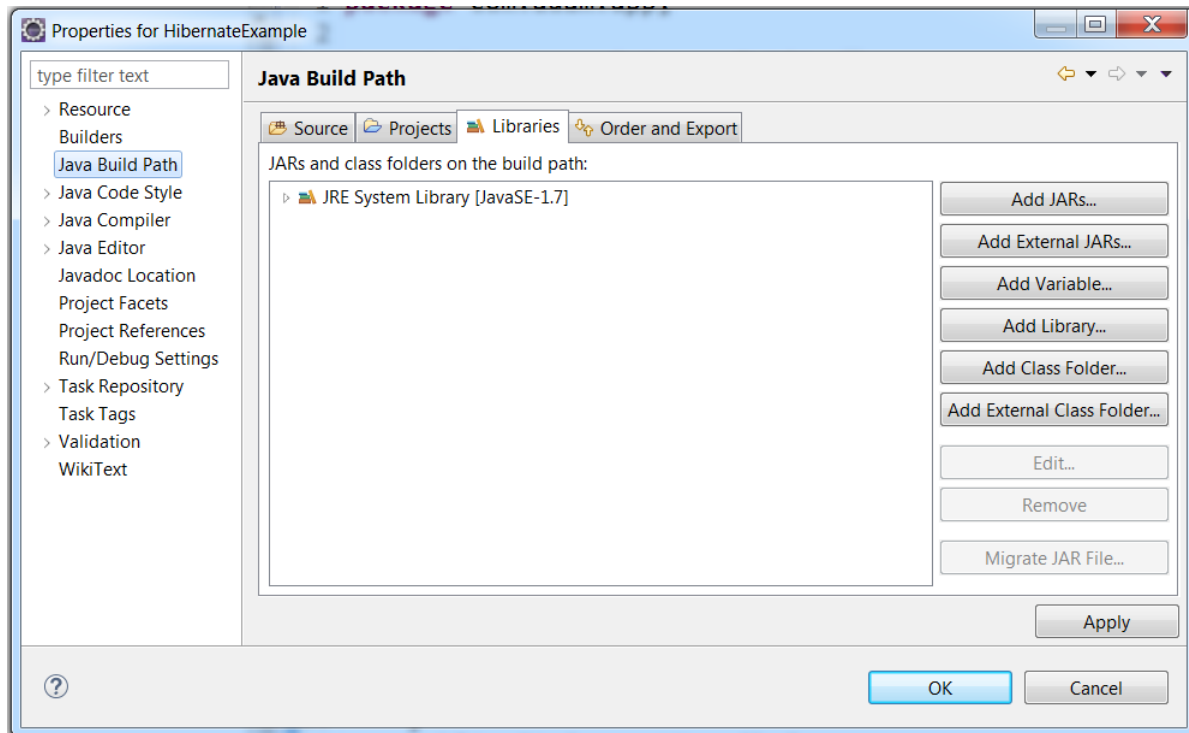 package
2
Properties for HibernateExample
type filter text
Java Build Path
Resource
Builders
Java Build Path
Java Code Style
Java Compiler
Java Editor
Javadoc Location
Project Facets
Project References
Run/Debug Settings
Task Repository
Task Tags
Validation
WikiText
Source Projects Libraries Order and Export
JARs and class folders on the build path:
JRE System Library [JavaSE-1.7]
Add JARs...
Add External JARs...
Add Variable...
Add Library...
Add Class Folder...
Add External Class Folder...
Edit...
Remove
Migrate JAR File...
Apply
?
OK Cancel